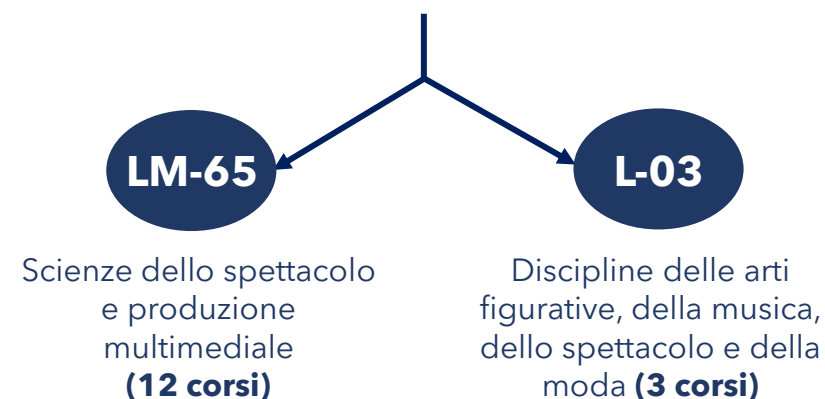 LM-65
Scienze dello spettacolo
e produzione
multimediale
(12 corsi)
L-03
Discipline delle arti
figurative, della musica,
dello spettacolo e della
moda (3 corsi)